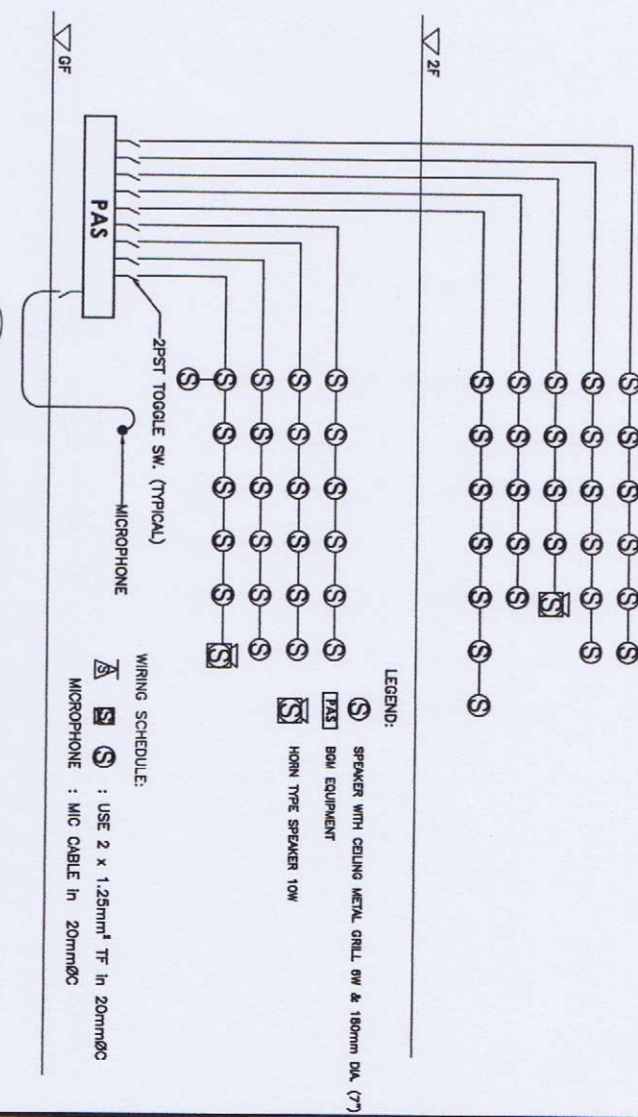 S S S S S S
S S S S S S
S S S S S
S S S S S
S S S S S S S
2F
S S S S S S
S S S S S S
S S S S S S
S S S S S S
S
LEGEND:
S SPEAKER WITH CEILING METAL GRILL 6W & 180mm DIA. (7")
PAS BGM EQUIPMENT
S HORN TYPE SPEAKER 10W
PAS
2PST TOGGLE SW. (TYPICAL)
MICROPHONE
WIRING SCHEDULE:
S S S : USE 2 x 1.25mm² TF in 20mmØC
MICROPHONE : MIC CABLE in 20mmØC
GF